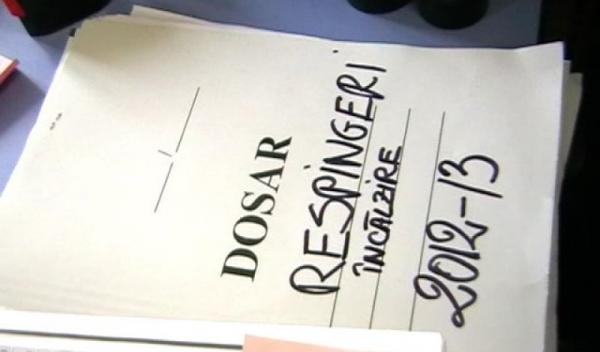 DOSAR
RESPINGERI
ÎNCĂLZIRE
2012-13